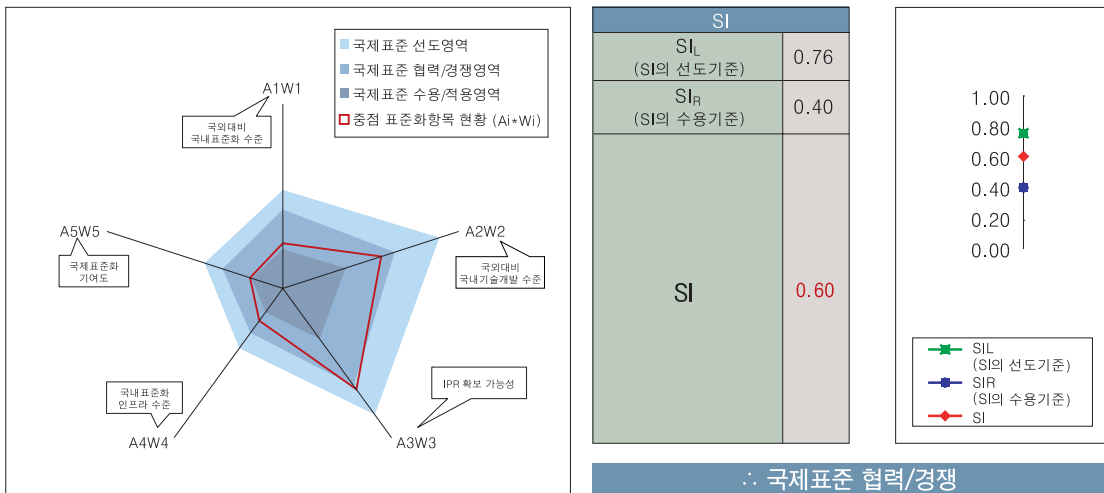 국제표준 선도영역
국제표준 협력/경쟁영역
국제표준 수용/적용영역
중점 표준화항목 현황 (Ai*Wi)
A1W1
국외대비
국내표준화 수준
A2W2
국외대비
국내기술개발 수준
IPR 확보 가능성
A3W3
국내표준화
인프라 수준
A4W4
A5W5
국제표준화
기여도
SI
SIL
(SI의 선도기준)
0.76
SIR
(SI의 수용기준)
0.40
SI
0.60
1.00
0.80
0.60
0.40
0.20
0.00
SIL
(SI의 선도기준)
SIR
(SI의 수용기준)
SI
∴ 국제표준 협력/경쟁